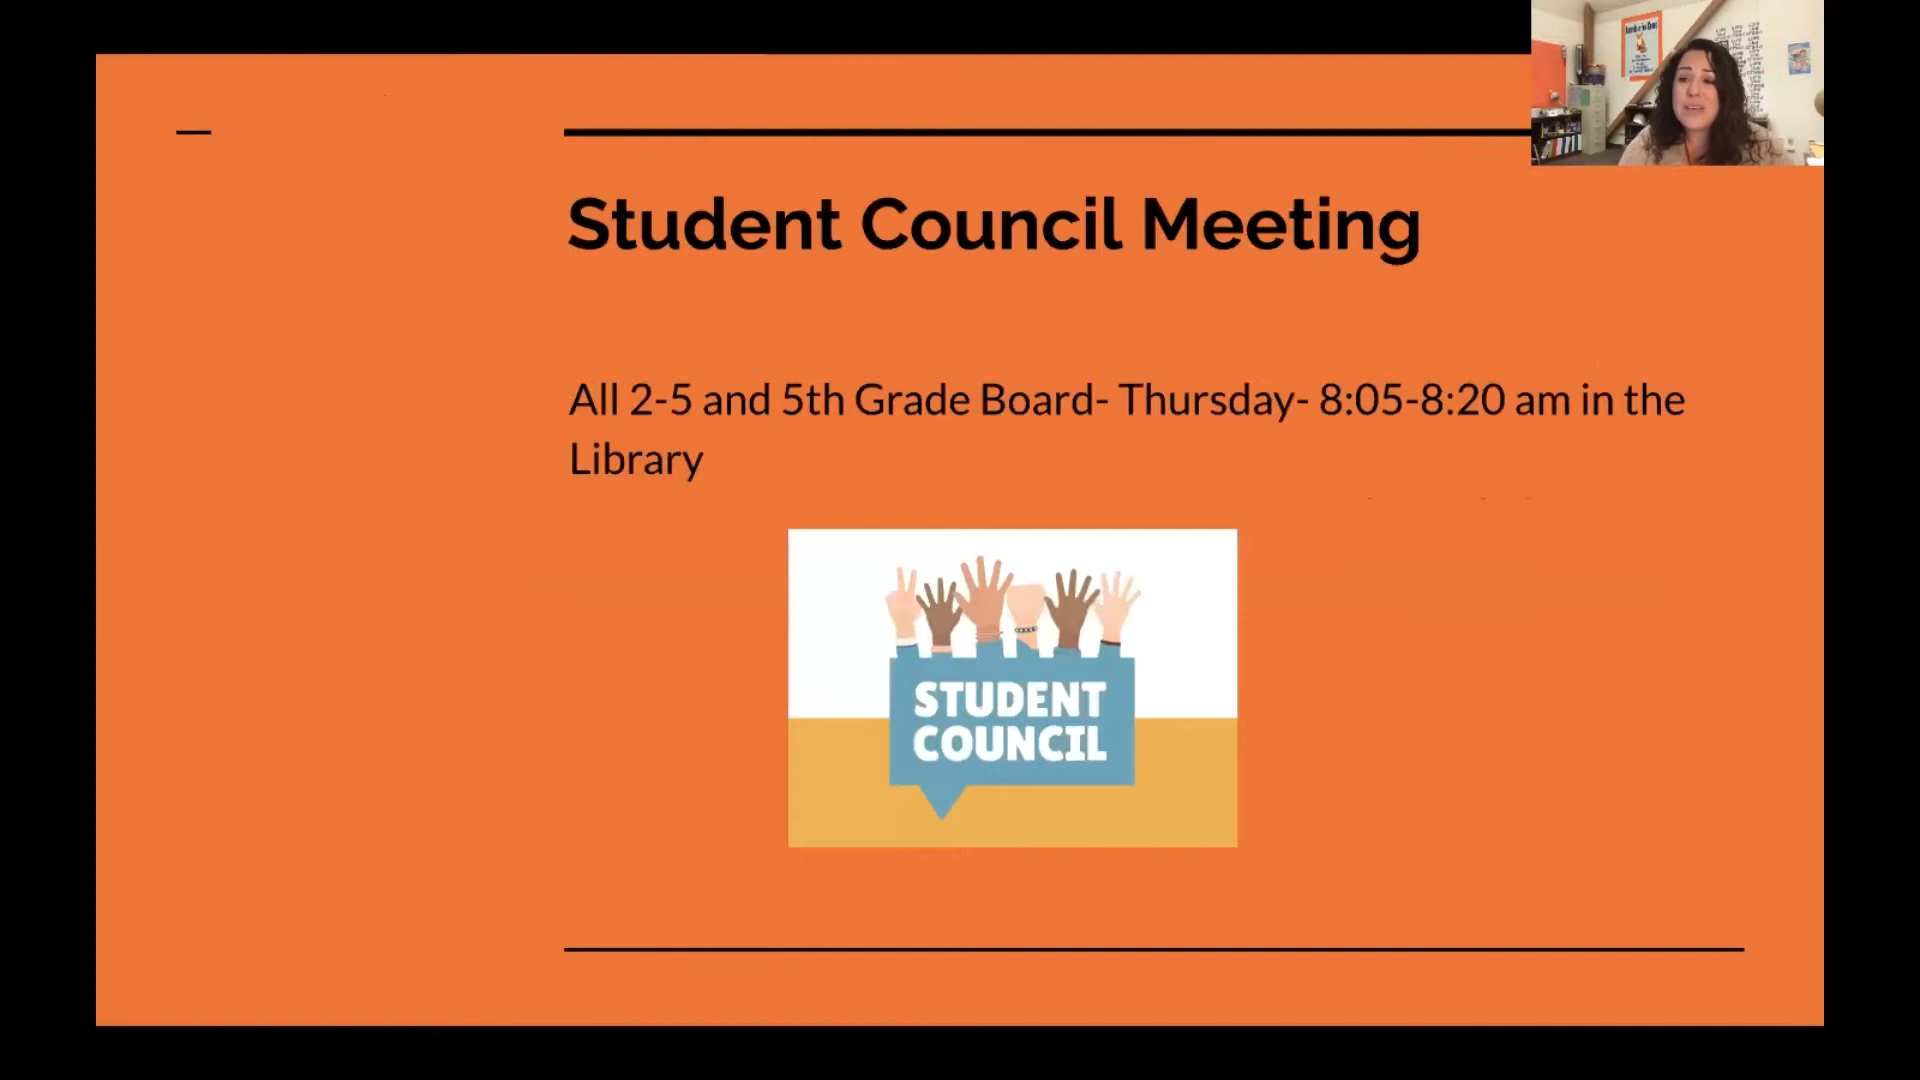 Student Council Meeting
All 2-5 and 5th Grade Board- Thursday- 8:05-8:20 am in the
Library
STUDENT
COUNCIL